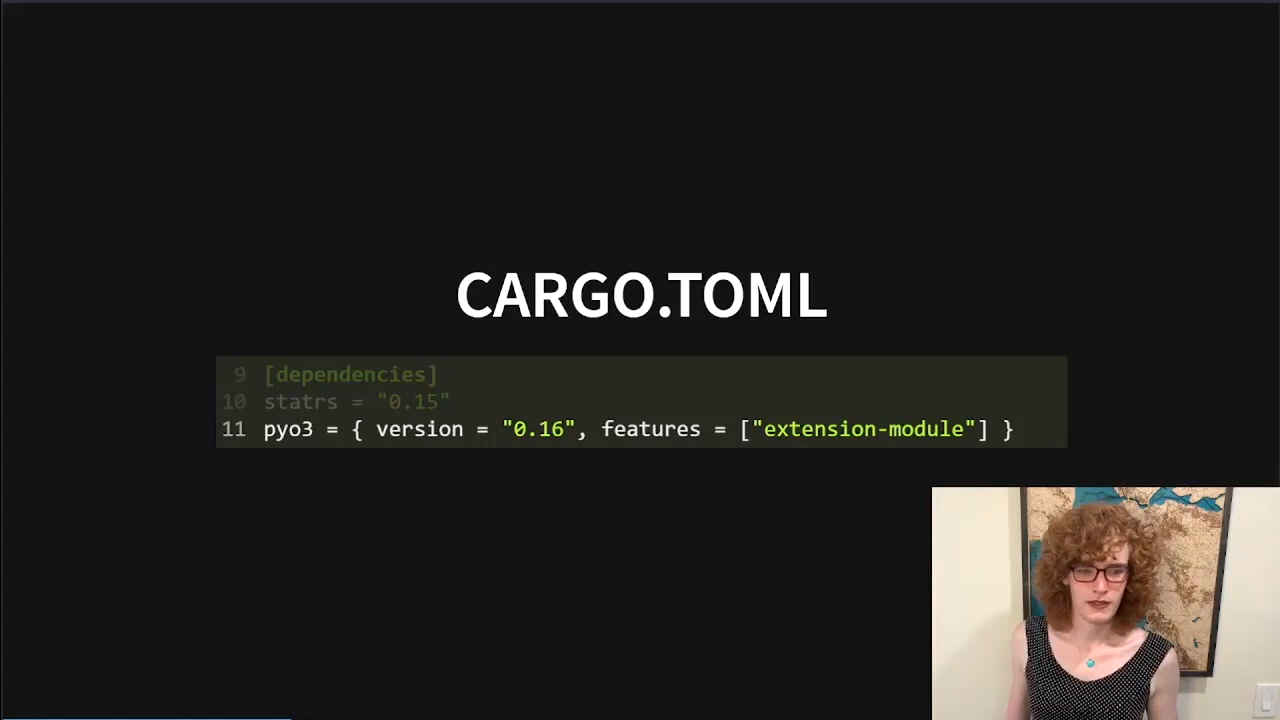 CARGO.TOML
9 [dependencies]
10 statrs = "0.15"
11 pyo3 = { version = "0.16", features = ["extension-module"] }